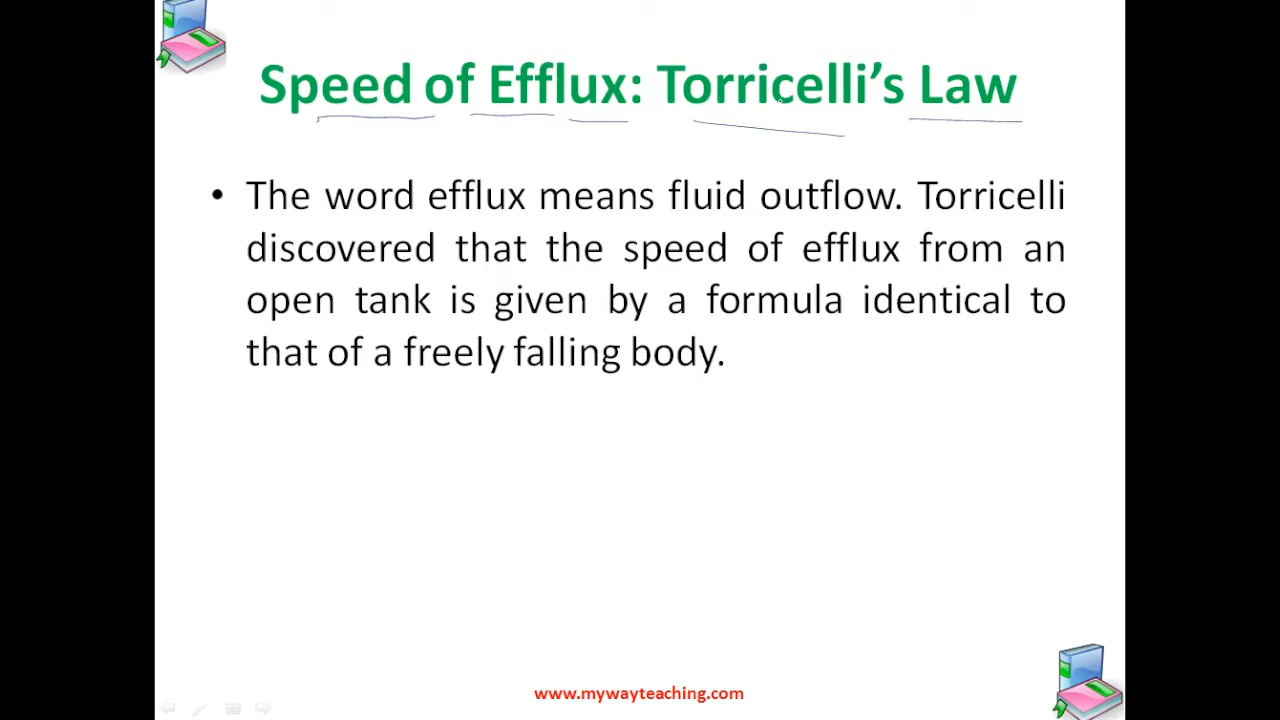 Speed of Efflux: Torricelli’s Law
• The word efflux means fluid outflow. Torricelli
discovered that the speed of efflux from an
open tank is given by a formula identical to
that of a freely falling body.
www.mywayteaching.com